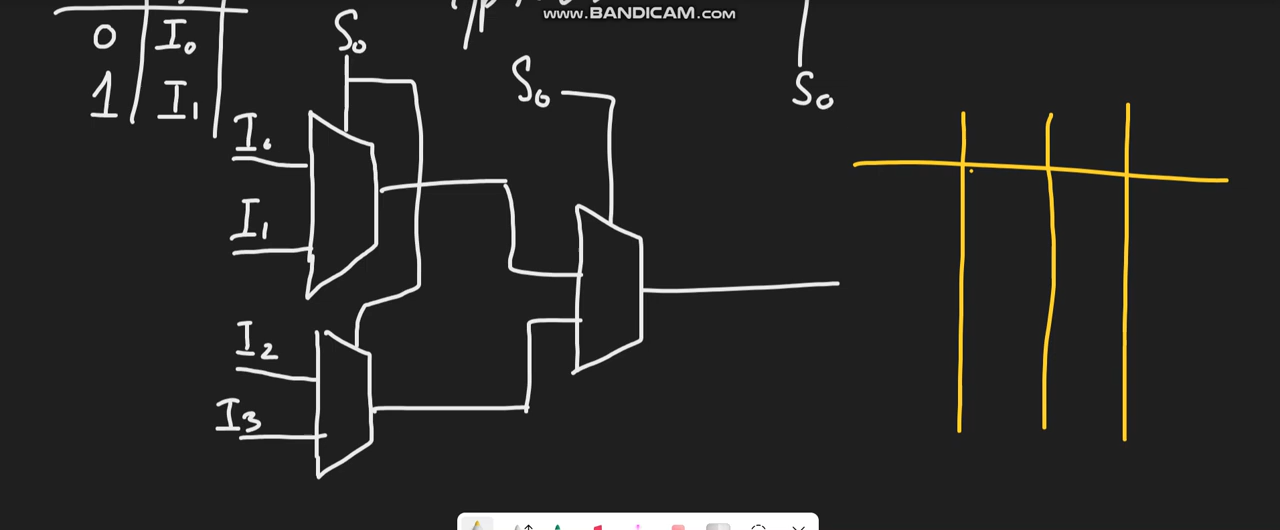 www.BANDICAM.com
0 I₀
1 I₁
S₀
S₀
S₀
I₀
I₁
I₂
I₃